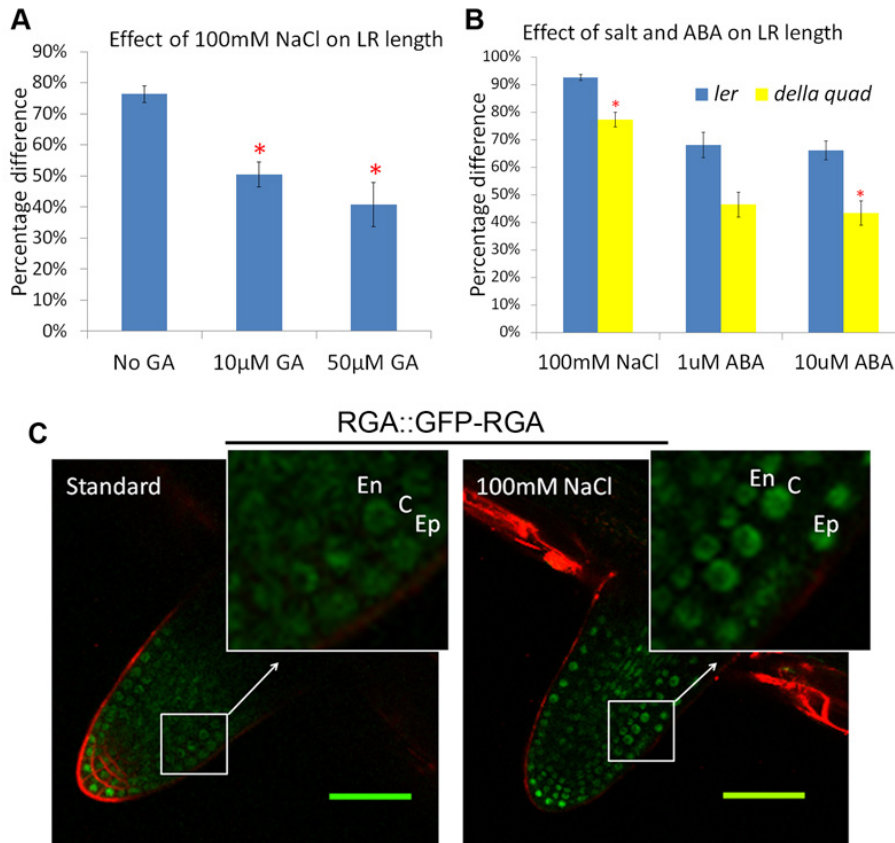 A
Effect of 100mM NaCl on LR length
Percentage difference
90%
80%
70%
60%
50%
40%
30%
20%
10%
0%
No GA
10µM GA
50µM GA
*
*
B
Effect of salt and ABA on LR length
ler
della quad
Percentage difference
100%
90%
80%
70%
60%
50%
40%
30%
20%
10%
0%
100mM NaCl
1uM ABA
10uM ABA
*
*
C
RGA::GFP-RGA
Standard
En
C
Ep
100mM NaCl
En
C
Ep